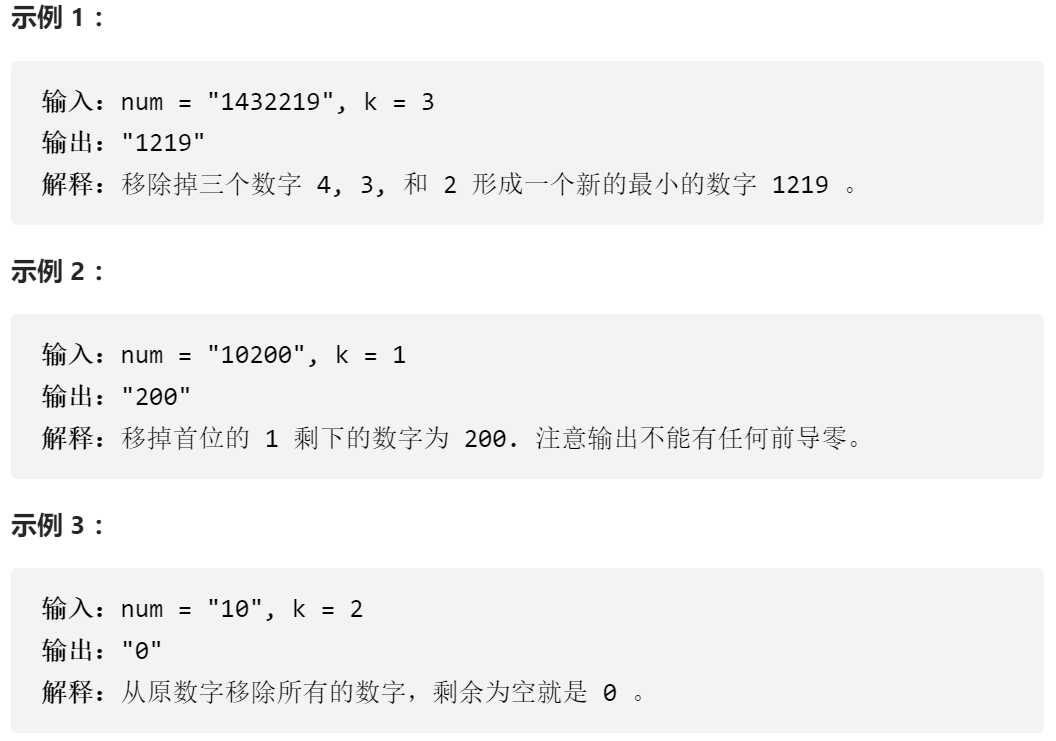 示例 1：
输入：num = "1432219", k = 3
输出："1219"
解释：移除掉三个数字 4, 3, 和 2 形成一个新的最小的数字 1219 。
示例 2：
输入：num = "10200", k = 1
输出："200"
解释：移掉首位的 1 剩下的数字为 200. 注意输出不能有任何前导零。
示例 3：
输入：num = "10", k = 2
输出："0"
解释：从原数字移除所有的数字，剩余为空就是 0 。